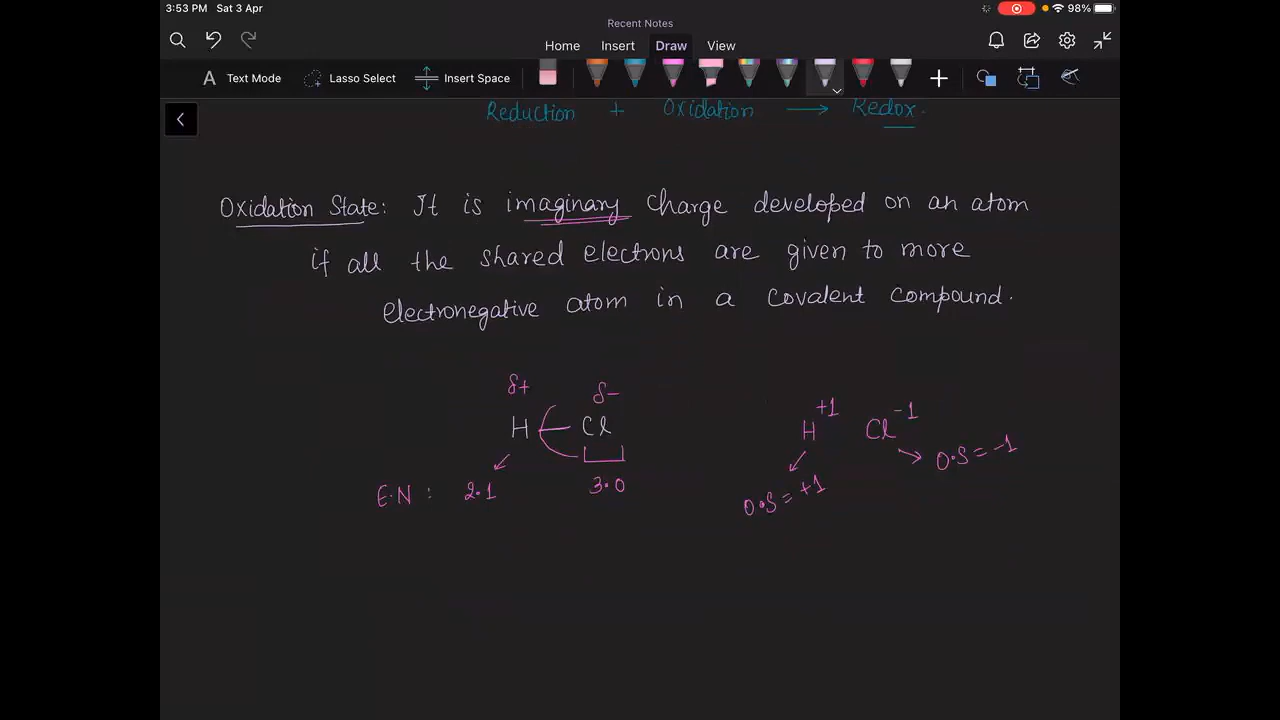 3:53 PM Sat 3 Apr 98%
Recent Notes
Home Insert Draw View
A Text Mode Lasso Select Insert Space
Reduction + Oxidation → Redox.
Oxidation State: It is imaginary charge developed on an atom
if all the shared electrons are given to more
electronegative atom in a covalent compound.
δ+ δ-
H — Cl
E.N : 2.1 3.0
H+1 Cl-1
O.S = +1 O.S = -1